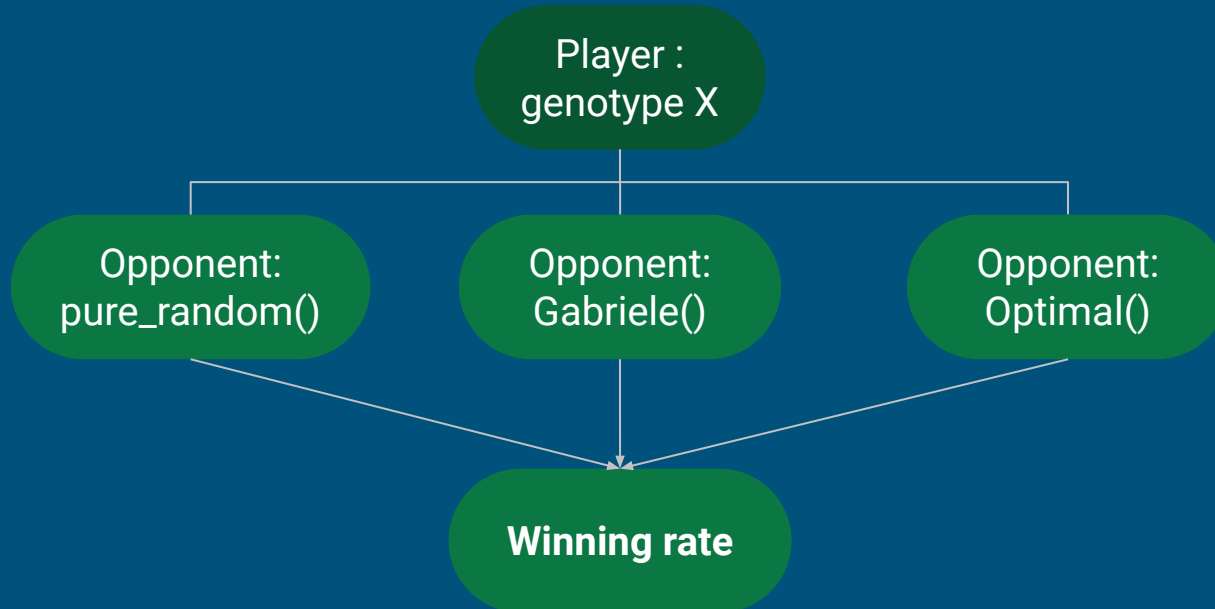 Player :
genotype X
Opponent:
pure_random()
Opponent:
Gabriele()
Opponent:
Optimal()
Winning rate